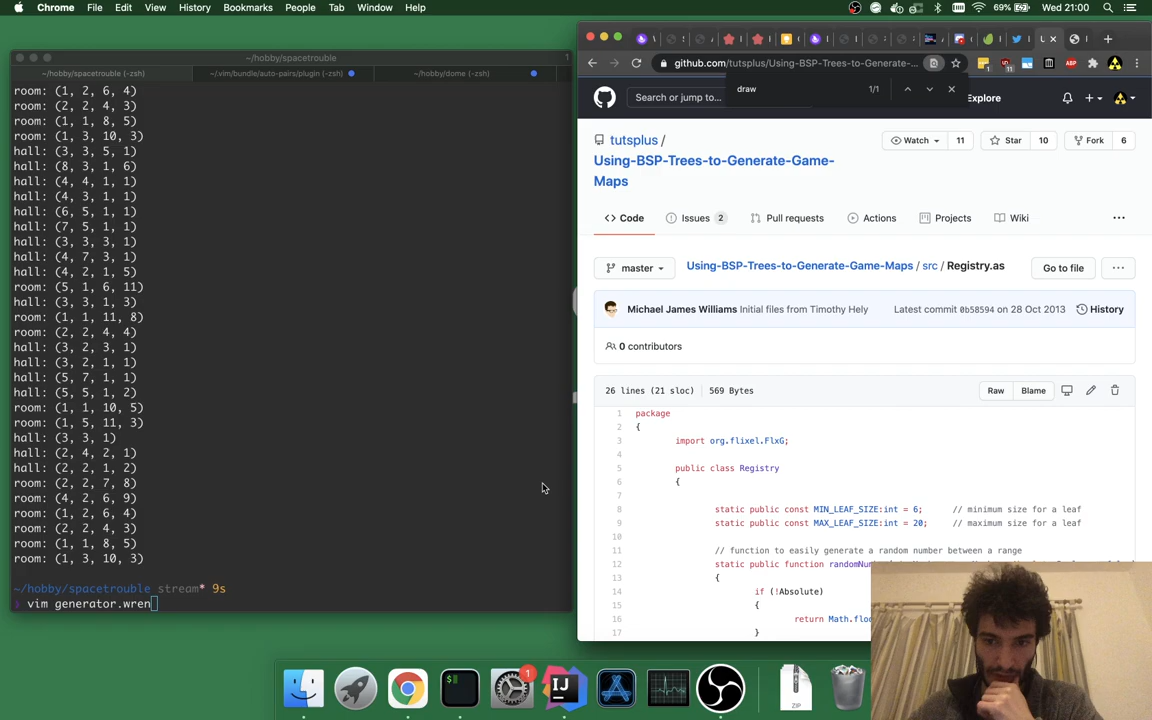 Chrome File Edit View History Bookmarks People Tab Window Help
69% Wed 21:00
~/hobby/spacetrouble
~/hobby/spacetrouble (-zsh) ~/.vim/bundle/auto-pairs/plugin (-zsh) ~/hobby/dome (-zsh)
room: (1, 2, 6, 4)
room: (2, 2, 4, 3)
room: (1, 1, 8, 5)
room: (1, 3, 10, 3)
hall: (3, 3, 5, 1)
hall: (8, 3, 1, 6)
hall: (4, 4, 1, 1)
hall: (4, 3, 1, 1)
hall: (6, 5, 1, 1)
hall: (7, 5, 1, 1)
hall: (3, 3, 3, 1)
hall: (4, 7, 3, 1)
hall: (4, 2, 1, 5)
room: (5, 1, 6, 11)
hall: (3, 3, 1, 3)
room: (1, 1, 11, 8)
room: (2, 2, 4, 4)
hall: (3, 2, 3, 1)
hall: (3, 2, 1, 1)
hall: (5, 7, 1, 1)
hall: (5, 5, 1, 2)
room: (1, 1, 10, 5)
room: (1, 5, 11, 3)
hall: (3, 3, 1)
hall: (2, 4, 2, 1)
hall: (2, 2, 1, 2)
room: (2, 2, 7, 8)
room: (4, 2, 6, 9)
room: (1, 2, 6, 4)
room: (2, 2, 4, 3)
room: (1, 1, 8, 5)
room: (1, 3, 10, 3)
~/hobby/spacetrouble stream* 9s
❯ vim generator.wren
github.com/tutsplus/Using-BSP-Trees-to-Generate-...
draw 1/1
Search or jump to... Explore
tutsplus /
Using-BSP-Trees-to-Generate-Game-
Maps
Watch 11 Star 10 Fork 6
Code Issues 2 Pull requests Actions Projects Wiki ...
master Using-BSP-Trees-to-Generate-Game-Maps / src / Registry.as Go to file ...
Michael James Williams Initial files from Timothy Hely Latest commit 0b58594 on 28 Oct 2013 History
0 contributors
26 lines (21 sloc) 569 Bytes Raw Blame
1 package
2 {
3 import org.flixel.FlxG;
4
5 public class Registry
6 {
7
8 static public const MIN_LEAF_SIZE:int = 6; // minimum size for a leaf
9 static public const MAX_LEAF_SIZE:int = 20; // maximum size for a leaf
10
11 // function to easily generate a random number between a range
12 static public function
13 {
14 if (!Absolute)
15 {
16 return
17 }